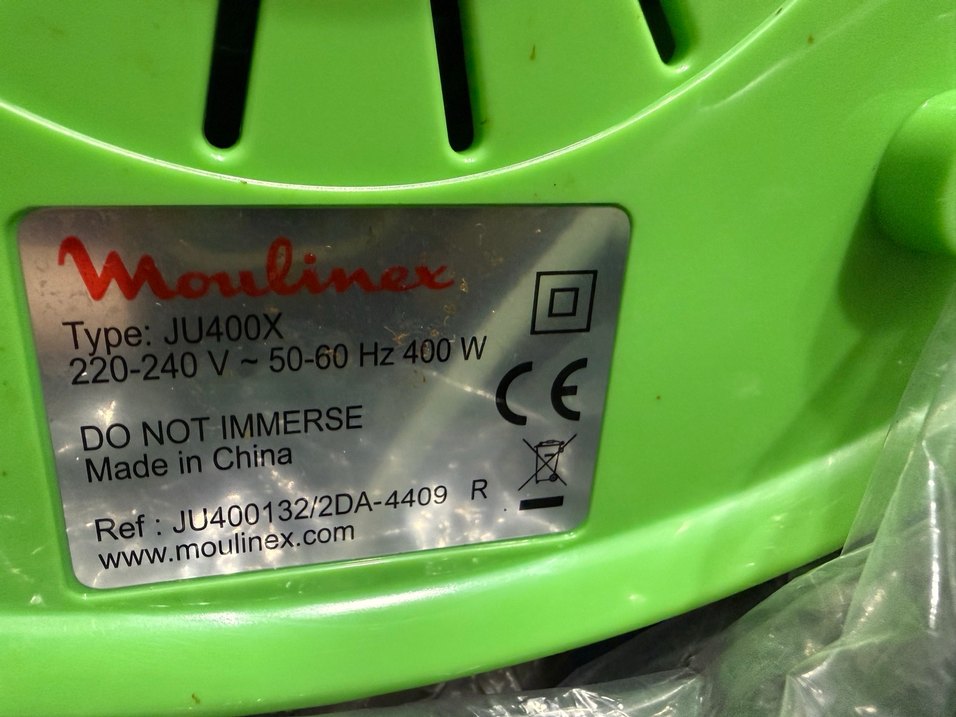 Moulinex
Type: JU400X
220-240 V ~ 50-60 Hz 400 W
CE
DO NOT IMMERSE
Made in China
Ref : JU400132/2DA-4409 R
www.moulinex.com